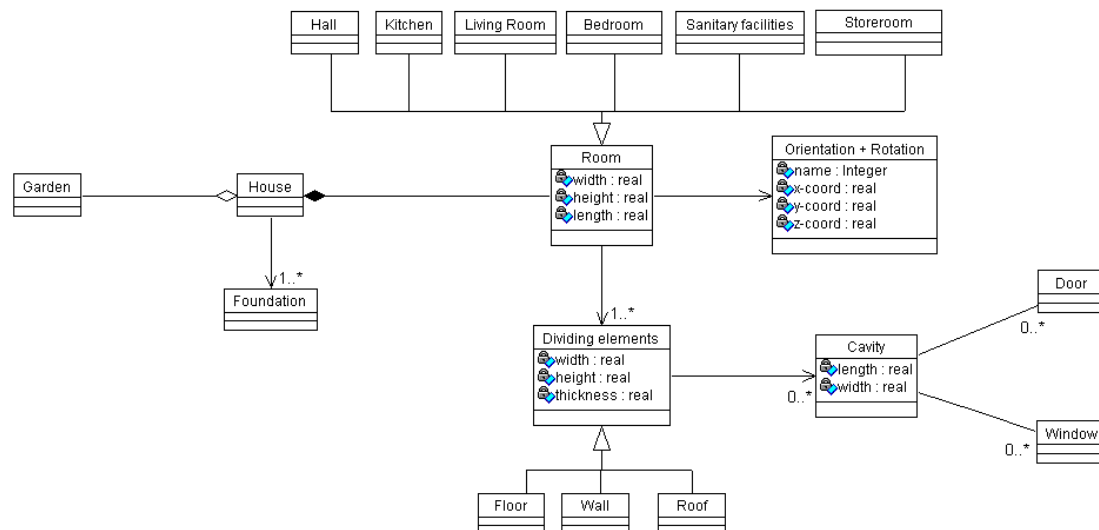 Hall
Kitchen
Living Room
Bedroom
Sanitary facilities
Storeroom
Room
width : real
height : real
length : real
Orientation + Rotation
name : Integer
x-coord : real
y-coord : real
z-coord : real
Garden
House
1..*
Foundation
1..*
Dividing elements
width : real
height : real
thickness : real
0..*
Cavity
length : real
width : real
Door
0..*
Window
0..*
Floor
Wall
Roof